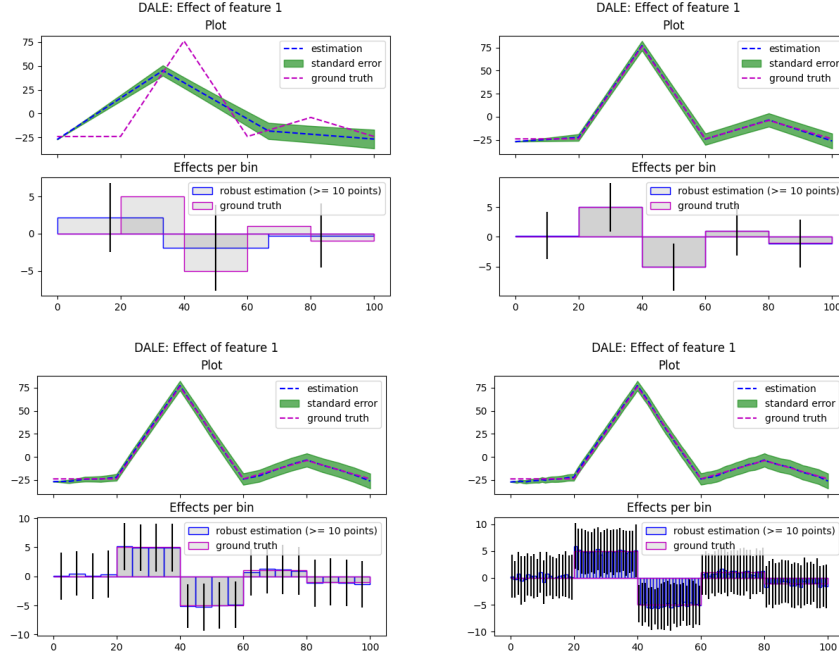 DALE: Effect of feature 1
Plot
75
50
25
0
−25
estimation
standard error
ground truth
Effects per bin
5
0
−5
robust estimation (>= 10 points)
ground truth
0 20 40 60 80 100
DALE: Effect of feature 1
Plot
75
50
25
0
−25
estimation
standard error
ground truth
Effects per bin
5
0
−5
robust estimation (>= 10 points)
ground truth
0 20 40 60 80 100
DALE: Effect of feature 1
Plot
75
50
25
0
−25
estimation
standard error
ground truth
Effects per bin
10
5
0
−5
−10
robust estimation (>= 10 points)
ground truth
0 20 40 60 80 100
DALE: Effect of feature 1
Plot
75
50
25
0
−25
estimation
standard error
ground truth
Effects per bin
10
5
0
−5
−10
robust estimation (>= 10 points)
ground truth
0 20 40 60 80 100